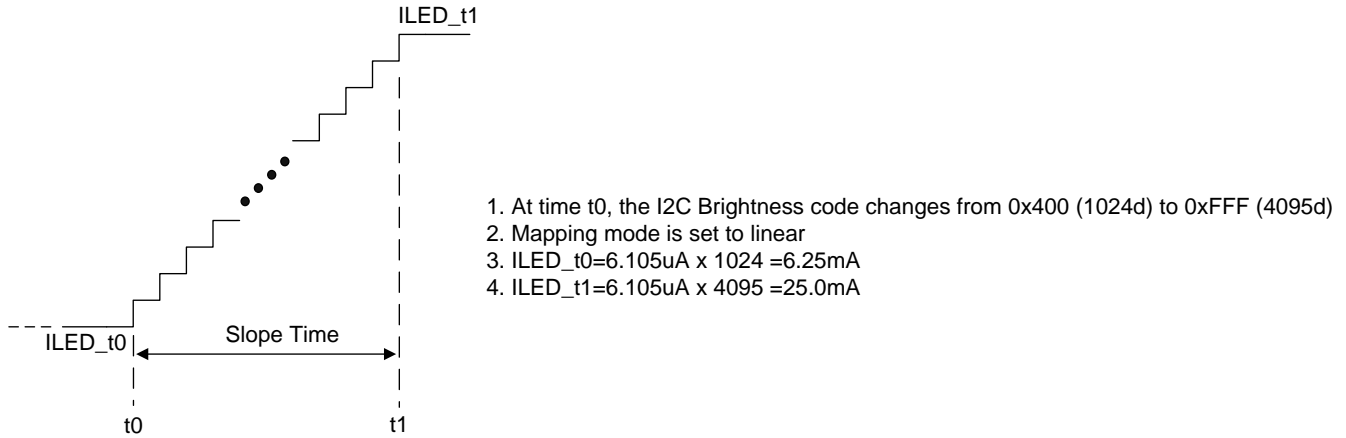 ILED_t1
1. At time t0, the I2C Brightness code changes from 0x400 (1024d) to 0xFFF (4095d)
2. Mapping mode is set to linear
3. ILED_t0=6.105uA x 1024 =6.25mA
4. ILED_t1=6.105uA x 4095 =25.0mA
ILED_t0
Slope Time
t0
t1